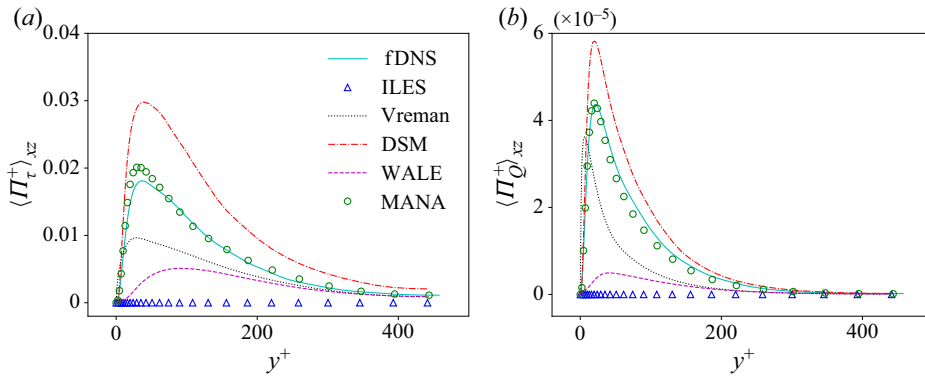 (a)
0.04
0.03
0.02
0.01
0
⟨Π_τ^+⟩_xz
fDNS
ILES
Vreman
DSM
WALE
MANA
0 200 400
y^+
(b) (×10^−5)
6
4
2
0
⟨Π_Q^+⟩_xz
0 200 400
y^+